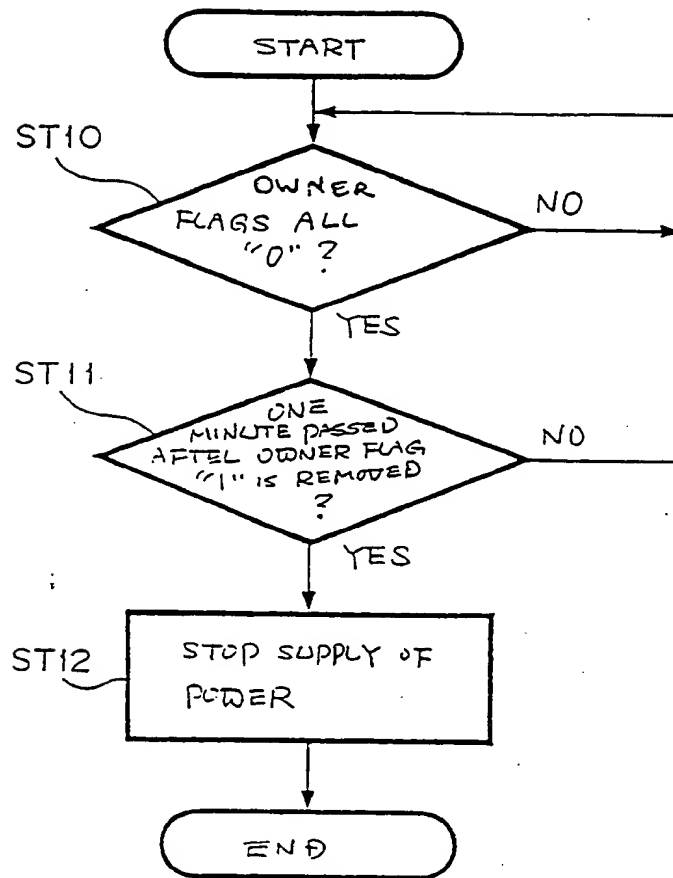 START
ST10
OWNER
FLAGS ALL
"0" ?
NO
YES
ST11
ONE
MINUTE PASSED
AFTEL OWNER FLAG
"1" IS REMOVED
?
NO
YES
ST12
STOP SUPPLY OF
POWER
END